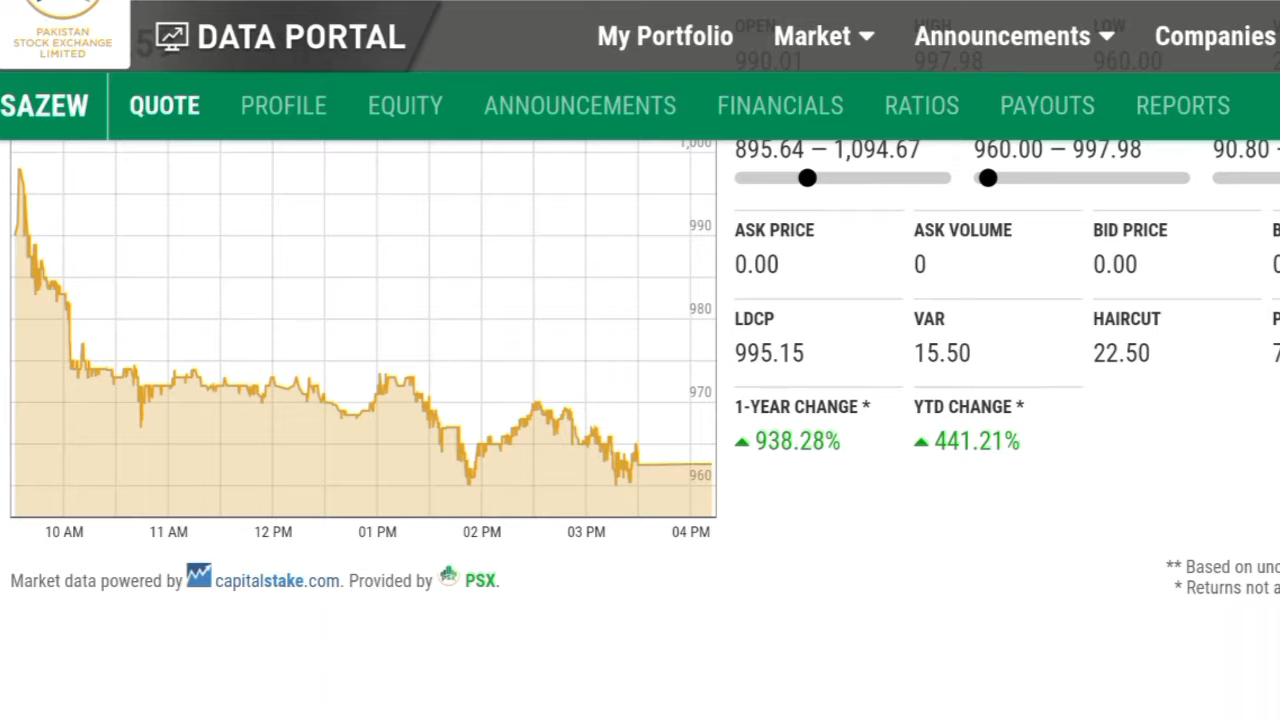 PAKISTAN
STOCK EXCHANGE
LIMITED
DATA PORTAL
My Portfolio
Market
Announcements
Companies
OPEN
HIGH
LOW
990.01
997.98
960.00
SAZEW
QUOTE
PROFILE
EQUITY
ANNOUNCEMENTS
FINANCIALS
RATIOS
PAYOUTS
REPORTS
1,000
990
980
970
960
10 AM
11 AM
12 PM
01 PM
02 PM
03 PM
04 PM
895.64 — 1,094.67
960.00 — 997.98
90.80
ASK PRICE
ASK VOLUME
BID PRICE
0.00
0
0.00
LDCP
VAR
HAIRCUT
995.15
15.50
22.50
1-YEAR CHANGE *
YTD CHANGE *
938.28%
441.21%
Market data powered by capitalstake.com. Provided by PSX.
** Based on
* Returns not